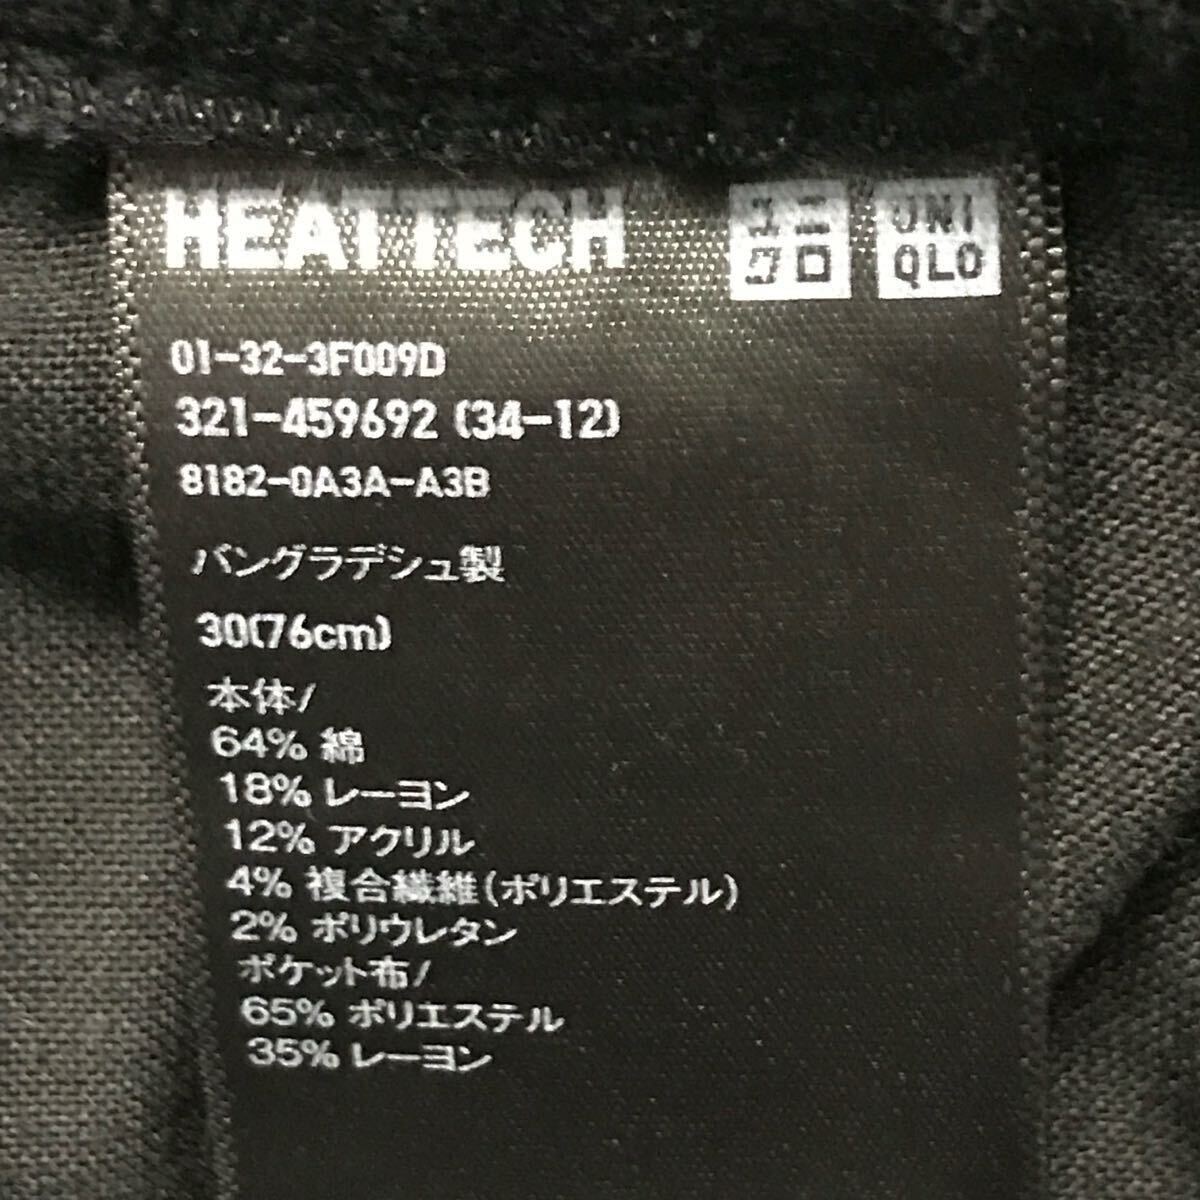 HEATTECH
ユニ
クロ
UNI
QLO
01-32-3F009D
321-459692 (34-12)
8182-0A3A-A3B
バングラデシュ製
30(76cm)
本体/
64% 綿
18% レーヨン
12% アクリル
4% 複合繊維(ポリエステル)
2% ポリウレタン
ポケット布/
65% ポリエステル
35% レーヨン